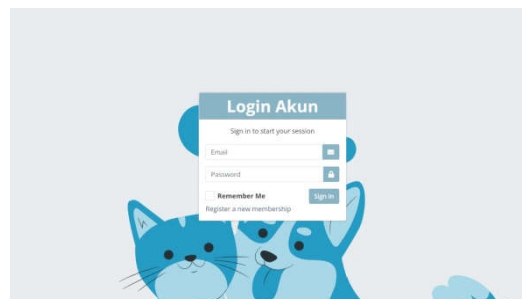 Login Akun
Sign in to start your session
Email
Password
Remember Me
Sign In
Register a new membership